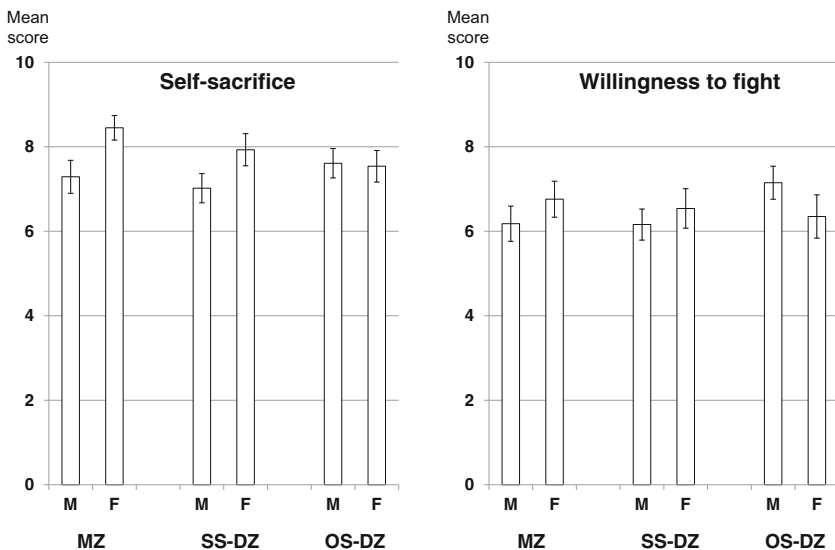 Mean
score
Self-sacrifice
10
8
6
4
2
0
M F M F M F
MZ SS-DZ OS-DZ
Mean
score
Willingness to fight
10
8
6
4
2
0
M F M F M F
MZ SS-DZ OS-DZ